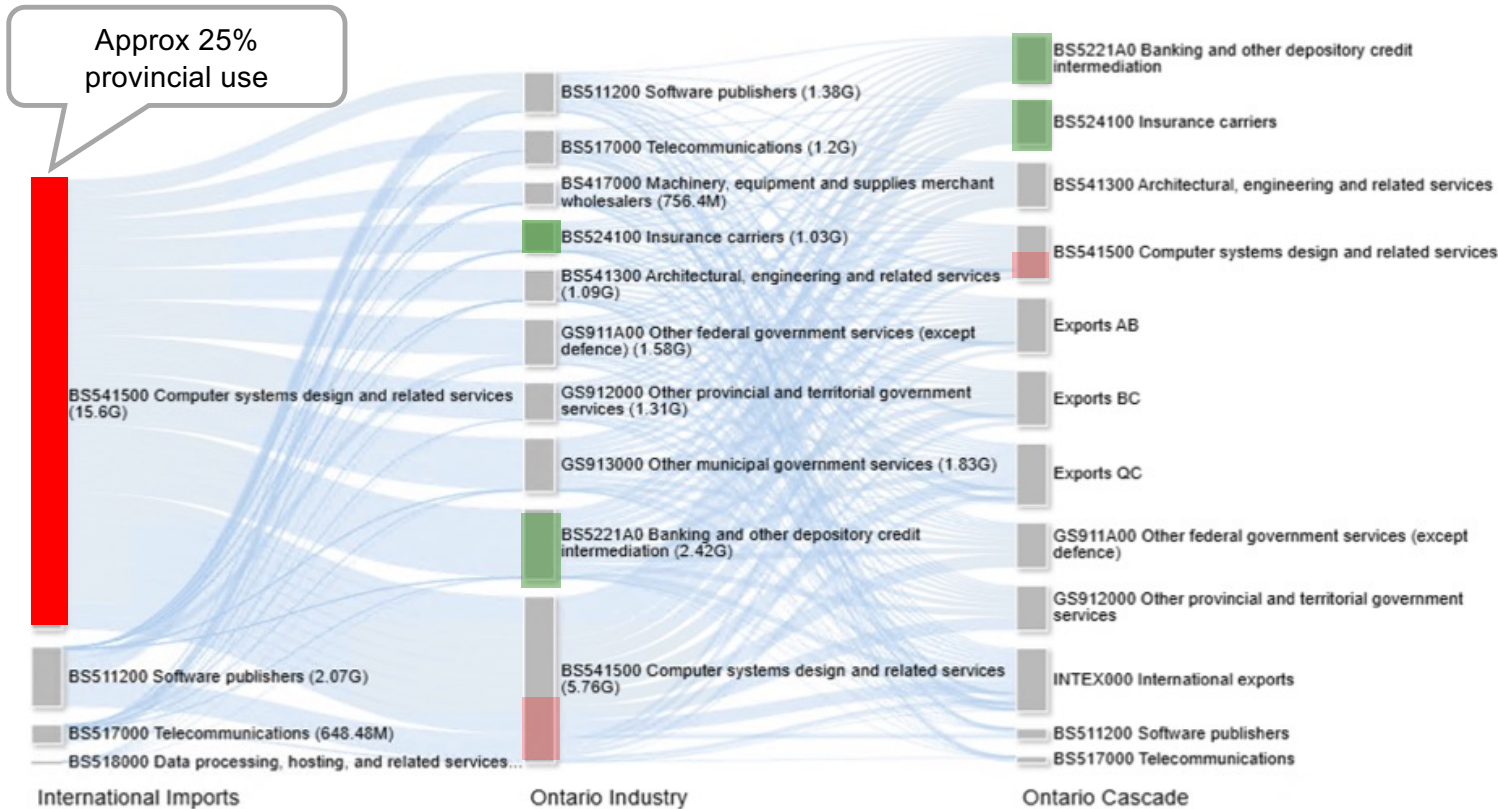 Approx 25%
provincial use
BS541500 Computer systems design and related services
(15.6G)
BS511200 Software publishers (2.07G)
BS517000 Telecommunications (648.48M)
BS518000 Data processing, hosting, and related services...
International Imports
BS511200 Software publishers (1.38G)
BS517000 Telecommunications (1.2G)
BS417000 Machinery, equipment and supplies merchant
wholesalers (756.4M)
BS524100 Insurance carriers (1.03G)
BS541300 Architectural, engineering and related services
(1.09G)
GS911A00 Other federal government services (except
defence) (1.58G)
GS912000 Other provincial and territorial government
services (1.31G)
GS913000 Other municipal government services (1.83G)
BS5221A0 Banking and other depository credit
intermediation (2.42G)
BS541500 Computer systems design and related services
(5.76G)
Ontario Industry
BS5221A0 Banking and other depository credit
intermediation
BS524100 Insurance carriers
BS541300 Architectural, engineering and related services
BS541500 Computer systems design and related services
Exports AB
Exports BC
Exports QC
GS911A00 Other federal government services (except
defence)
GS912000 Other provincial and territorial government
services
INTEX000 International exports
BS511200 Software publishers
BS517000 Telecommunications
Ontario Cascade